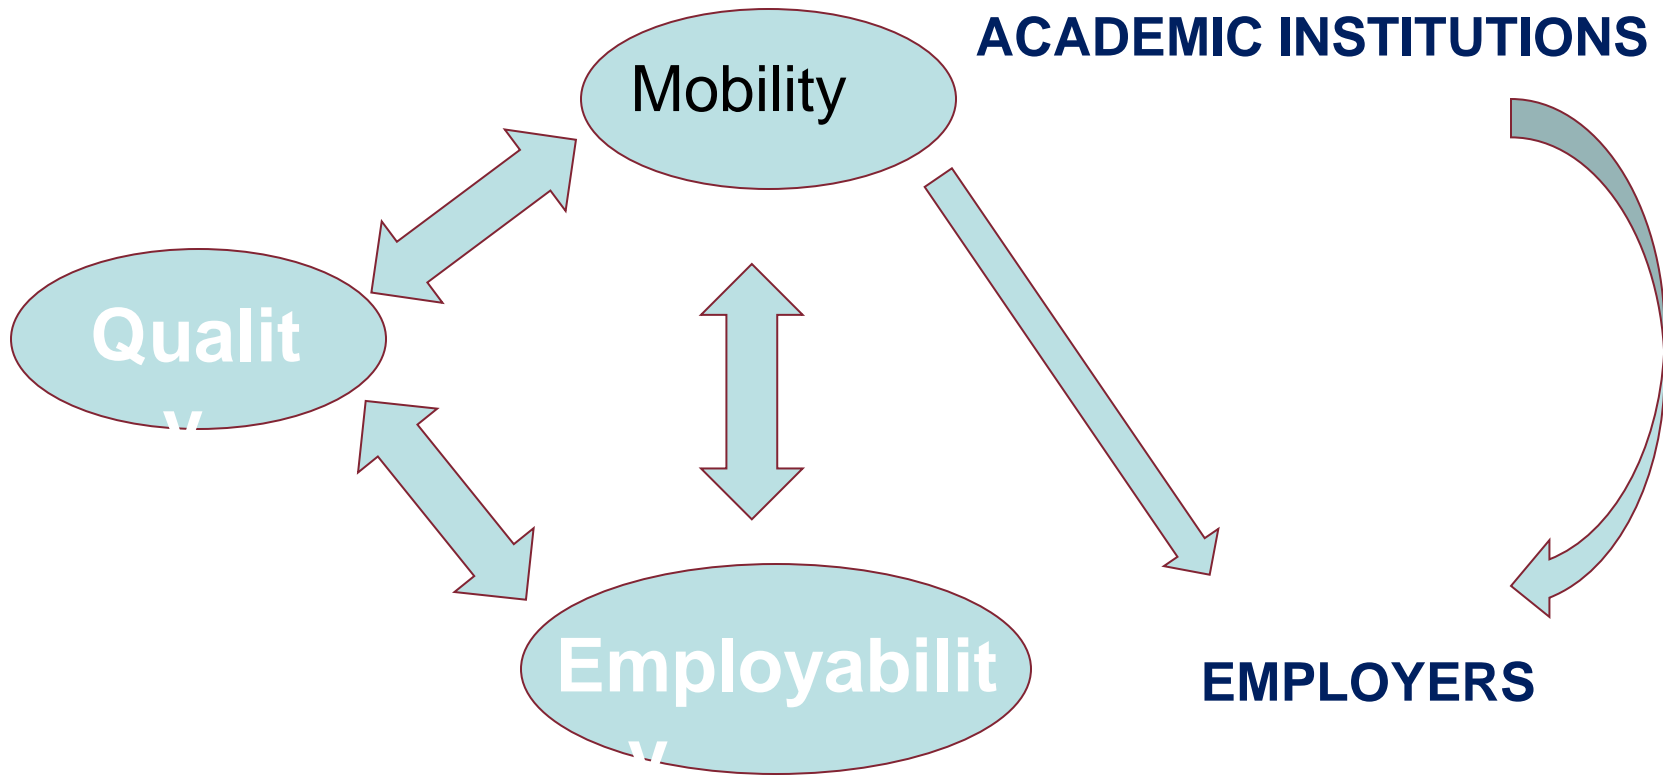 ACADEMIC INSTITUTIONS
Mobility
Qualit
y
Employabilit
y
EMPLOYERS